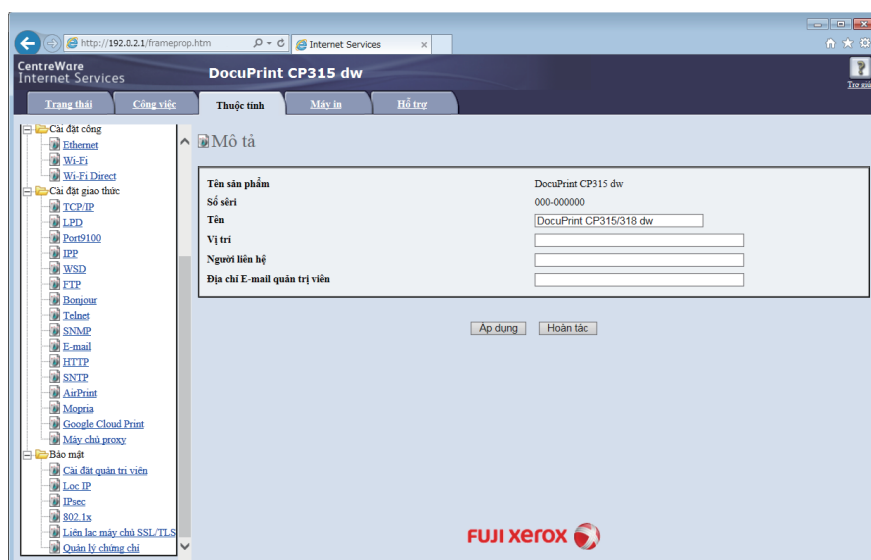 http://192.0.2.1/frameprop.htm
Internet Services
CentreWare
Internet Services
DocuPrint CP315 dw
Trợ giúp
Trạng thái
Công việc
Thuộc tính
Máy in
Hỗ trợ
Cài đặt cổng
Ethernet
Wi-Fi
Wi-Fi Direct
Cài đặt giao thức
TCP/IP
LPD
Port9100
IPP
WSD
FTP
Bonjour
Telnet
SNMP
E-mail
HTTP
SNTP
AirPrint
Mopria
Google Cloud Print
Máy chủ proxy
Bảo mật
Cài đặt quản trị viên
Lọc IP
IPsec
802.1x
Liên lạc máy chủ SSL/TLS
Quản lý chứng chỉ
Mô tả
Tên sản phẩm DocuPrint CP315 dw
Số sêri 000-000000
Tên DocuPrint CP315/318 dw
Vị trí
Người liên hệ
Địa chỉ E-mail quản trị viên
Áp dụng Hoàn tác
FUJI xerox